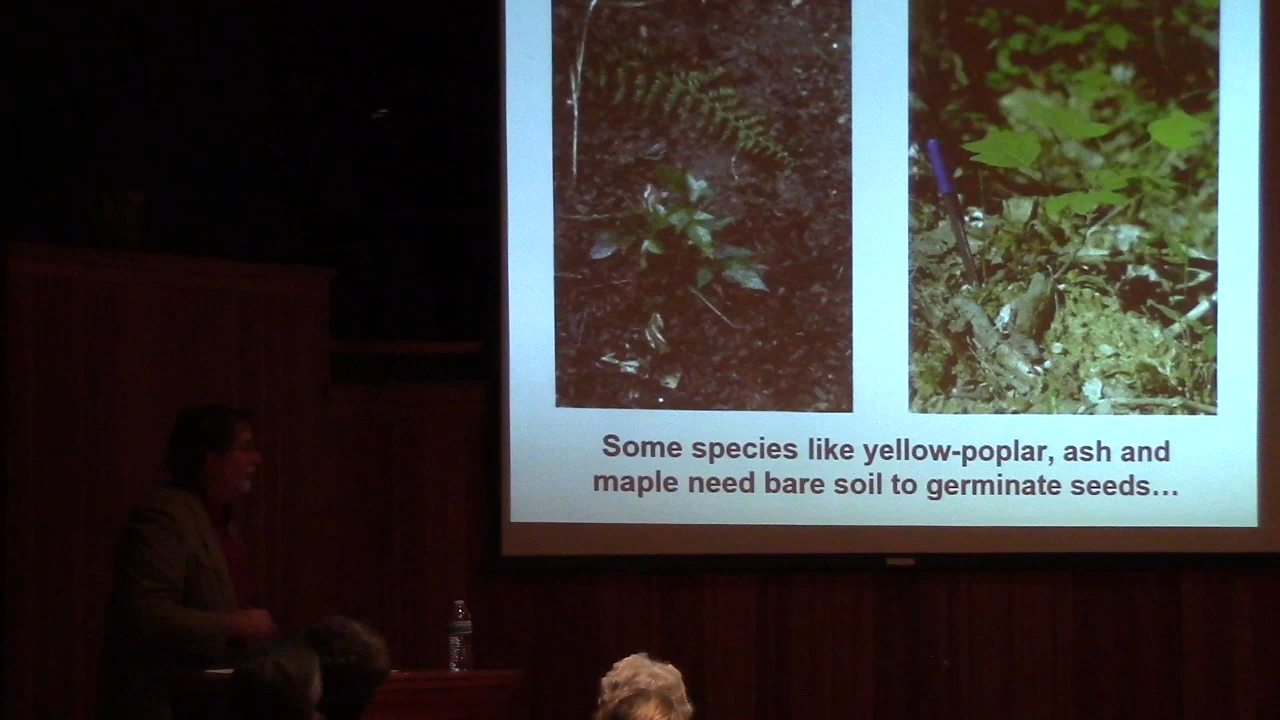 Some species like yellow-poplar, ash and
maple need bare soil to germinate seeds...